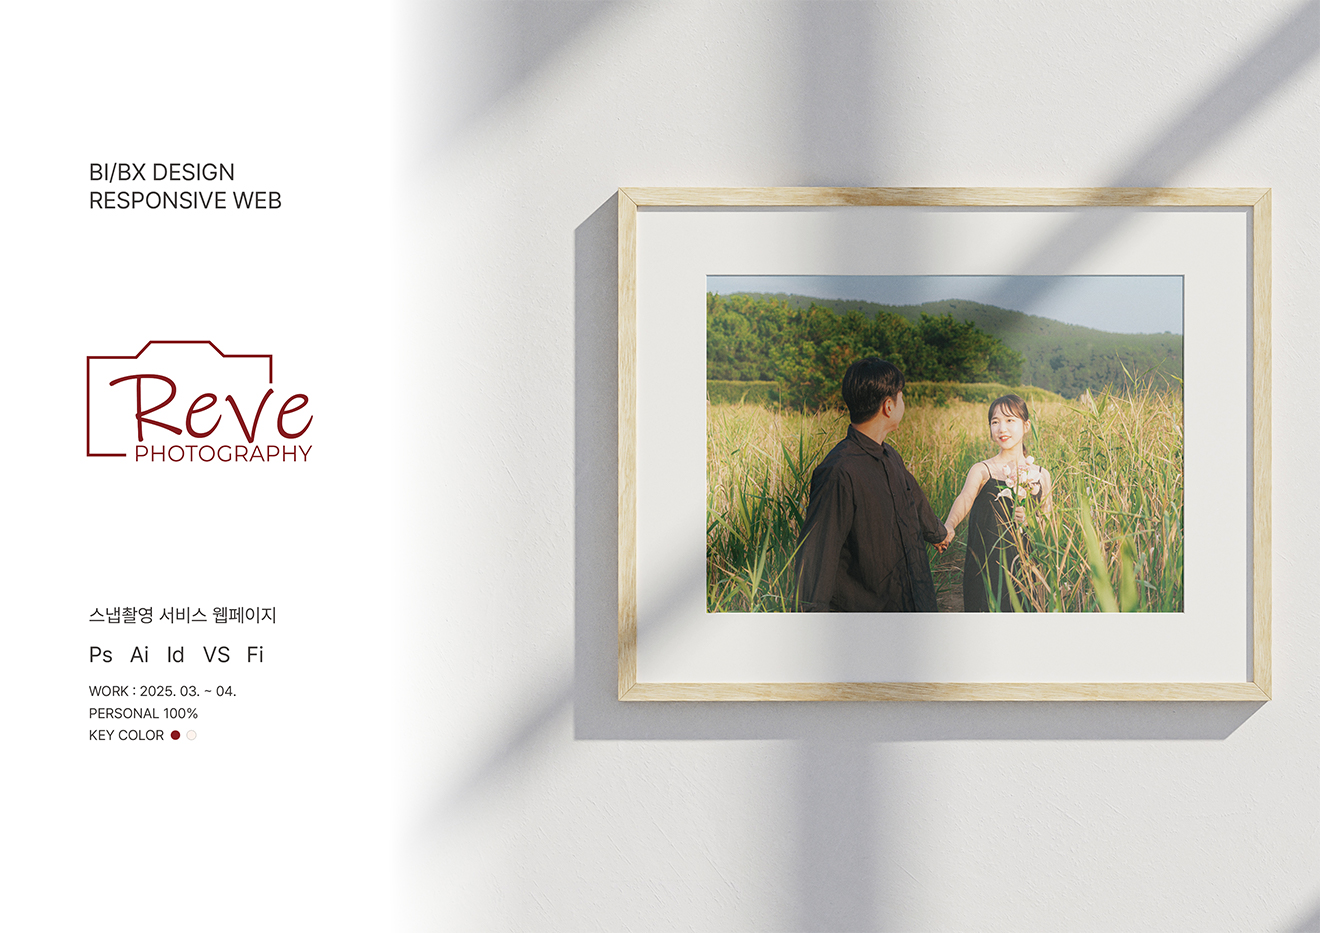 BI/BX DESIGN
RESPONSIVE WEB
Reve
PHOTOGRAPHY
스냅촬영 서비스 웹페이지
Ps Ai Id VS Fi
WORK : 2025. 03. ~ 04.
PERSONAL 100%
KEY COLOR